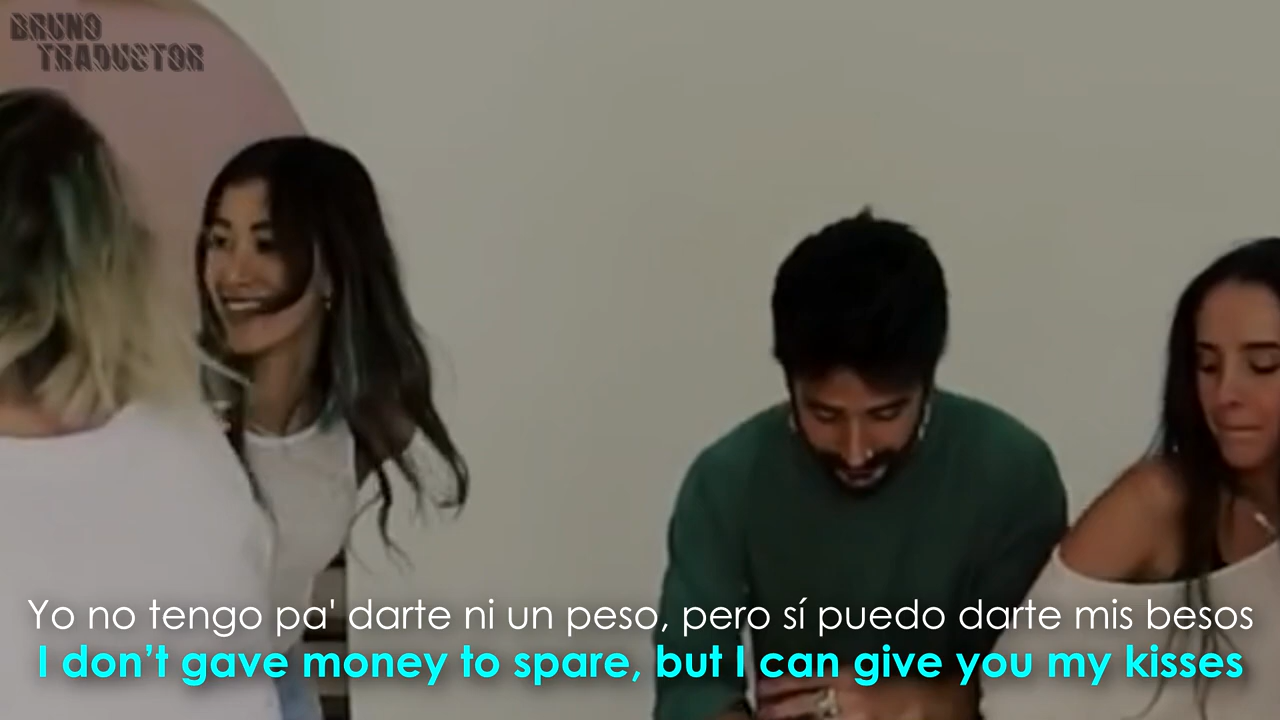 BRUNO
TRADUCTOR
Yo no tengo pa' darte ni un peso, pero sí puedo darte mis besos
I don’t gave money to spare, but I can give you my kisses